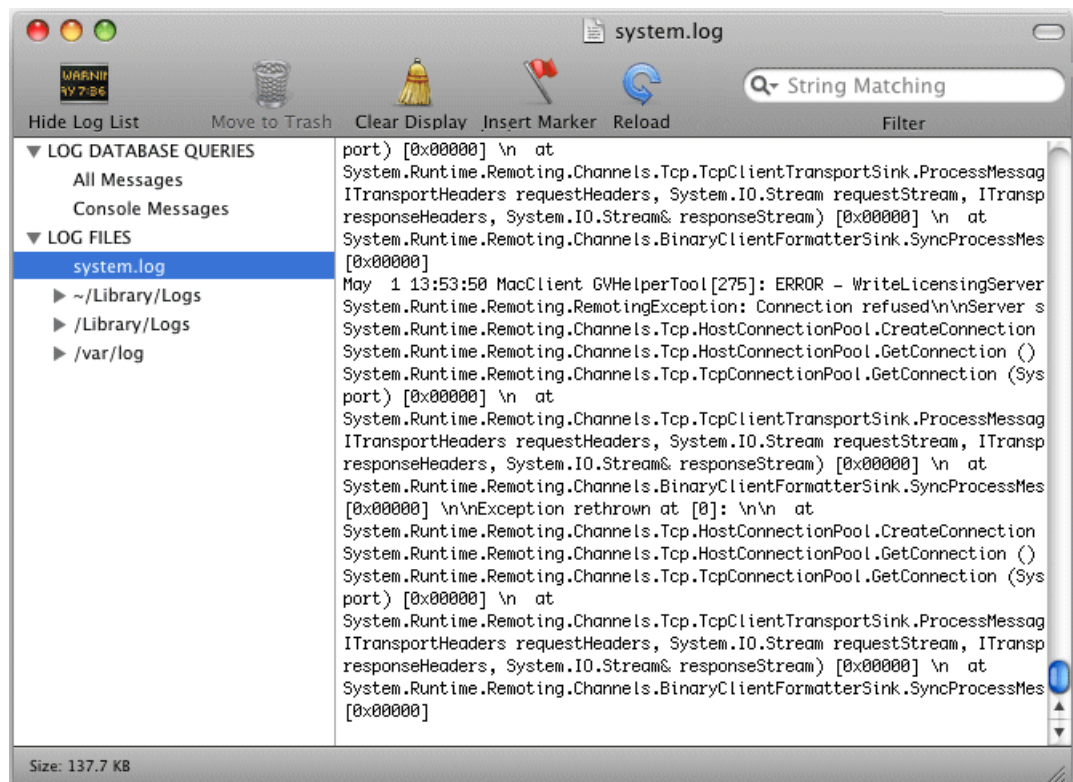 system.log
WARNIN
AY 7:36
Hide Log List
Move to Trash
Clear Display
Insert Marker
Reload
String Matching
Filter
LOG DATABASE QUERIES
All Messages
Console Messages
LOG FILES
system.log
~/Library/Logs
/Library/Logs
/var/log
port) [0x00000] \n  at
System.Runtime.Remoting.Channels.Tcp.TcpClientTransportSink.ProcessMessag
ITransportHeaders requestHeaders, System.IO.Stream requestStream, ITransp
responseHeaders, System.IO.Stream& responseStream) [0x00000] \n  at
System.Runtime.Remoting.Channels.BinaryClientFormatterSink.SyncProcessMes
[0x00000]
May  1 13:53:50 MacClient GVHelperTool[275]: ERROR - WriteLicensingServer
System.Runtime.Remoting.RemotingException: Connection refused\n\nServer s
System.Runtime.Remoting.Channels.Tcp.HostConnectionPool.CreateConnection
System.Runtime.Remoting.Channels.Tcp.HostConnectionPool.GetConnection ()
System.Runtime.Remoting.Channels.Tcp.TcpConnectionPool.GetConnection (Sys
port) [0x00000] \n  at
System.Runtime.Remoting.Channels.Tcp.TcpClientTransportSink.ProcessMessag
ITransportHeaders requestHeaders, System.IO.Stream requestStream, ITransp
responseHeaders, System.IO.Stream& responseStream) [0x00000] \n  at
System.Runtime.Remoting.Channels.BinaryClientFormatterSink.SyncProcessMes
[0x00000] \n\nException rethrown at [0]: \n\n  at
System.Runtime.Remoting.Channels.Tcp.HostConnectionPool.CreateConnection
System.Runtime.Remoting.Channels.Tcp.HostConnectionPool.GetConnection ()
System.Runtime.Remoting.Channels.Tcp.TcpConnectionPool.GetConnection (Sys
port) [0x00000] \n  at
System.Runtime.Remoting.Channels.Tcp.TcpClientTransportSink.ProcessMessag
ITransportHeaders requestHeaders, System.IO.Stream requestStream, ITransp
responseHeaders, System.IO.Stream& responseStream) [0x00000] \n  at
System.Runtime.Remoting.Channels.BinaryClientFormatterSink.SyncProcessMes
[0x00000]
Size: 137.7 KB